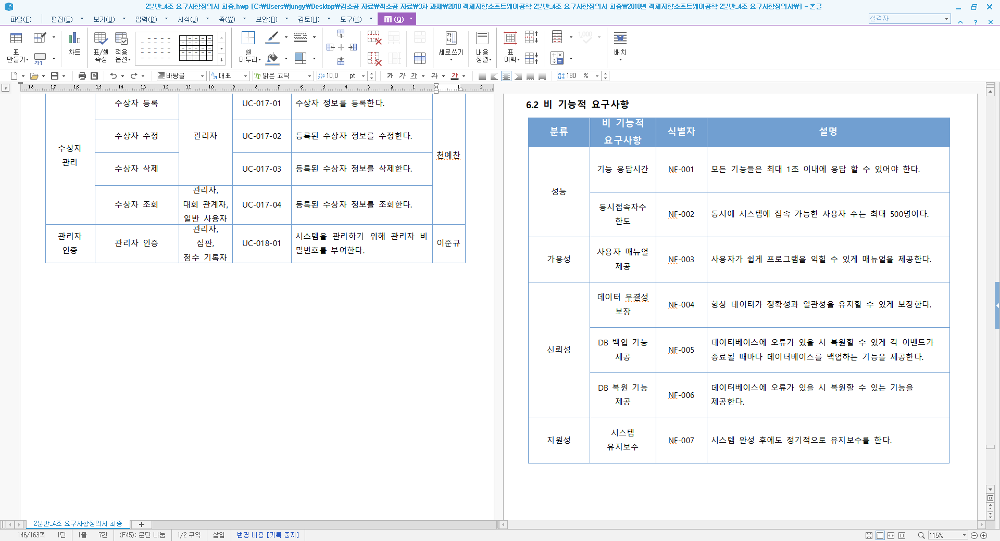 2분반_4조 요구사항정의서 최종.hwp [C:\Users\jungy\Desktop\컴소공 자료\객소공 자료\3차 과제\2018 객체지향소프트웨어공학 2분반_4조 요구사항정의서 최종\2018년 객체지향소프트웨어공학 2분반_4조 요구사항정의서\] - 훈글
파일(F) 편집(E) 보기(U) 입력(D) 서식(J) 쪽(W) 보안(R) 검토(H) 도구(K) (Q) 실격자
표 만들기 가1 차트 표/셀 속성 적용 옵션 셀 테두리 세로쓰기 내용 정렬 표 여백 1,000 배치
바탕글 대표 맑은 고딕 10,0 pt 가 가 가 가 가 180 %
18 17 16 15 14 13 12 11 10 9 8 7 6 5 4 3 2 1 1 2
수상자 관리
수상자 등록 UC-017-01 수상자 정보를 등록한다.
수상자 수정 관리자 UC-017-02 등록된 수상자 정보를 수정한다.
천예찬
수상자 삭제 UC-017-03 등록된 수상자 정보를 삭제한다.
관리자,
수상자 조회 대회 관계자, UC-017-04 등록된 수상자 정보를 조회한다.
일반 사용자
관리자 인증
관리자 인증
관리자,
심판,
점수 기록자
UC-018-01
시스템을 관리하기 위해 관리자 비
밀번호를 부여한다.
이준규
6.2 비 기능적 요구사항
분류 비 기능적 요구사항 식별자 설명
성능
기능 응답시간 NF-001 모든 기능들은 최대 1초 이내에 응답 할 수 있어야 한다.
동시접속자수 한도 NF-002 동시에 시스템에 접속 가능한 사용자 수는 최대 500명이다.
가용성 사용자 매뉴얼 제공 NF-003 사용자가 쉽게 프로그램을 익힐 수 있게 매뉴얼을 제공한다.
신뢰성
데이터 무결성 보장 NF-004 항상 데이터가 정확성과 일관성을 유지할 수 있게 보장한다.
DB 백업 기능 제공 NF-005 데이터베이스에 오류가 있을 시 복원할 수 있게 각 이벤트가
종료될 때마다 데이터베이스를 백업하는 기능을 제공한다.
DB 복원 기능 제공 NF-006 데이터베이스에 오류가 있을 시 복원할 수 있는 기능을
제공한다.
지원성 시스템 유지보수 NF-007 시스템 완성 후에도 정기적으로 유지보수를 한다.
2분반_4조 요구사항정의서 최종
146/163쪽 1단 1줄 7칸 (F45): 문단 나눔 1/2 구역 삽입 변경 내용 [기록 중지] 115%